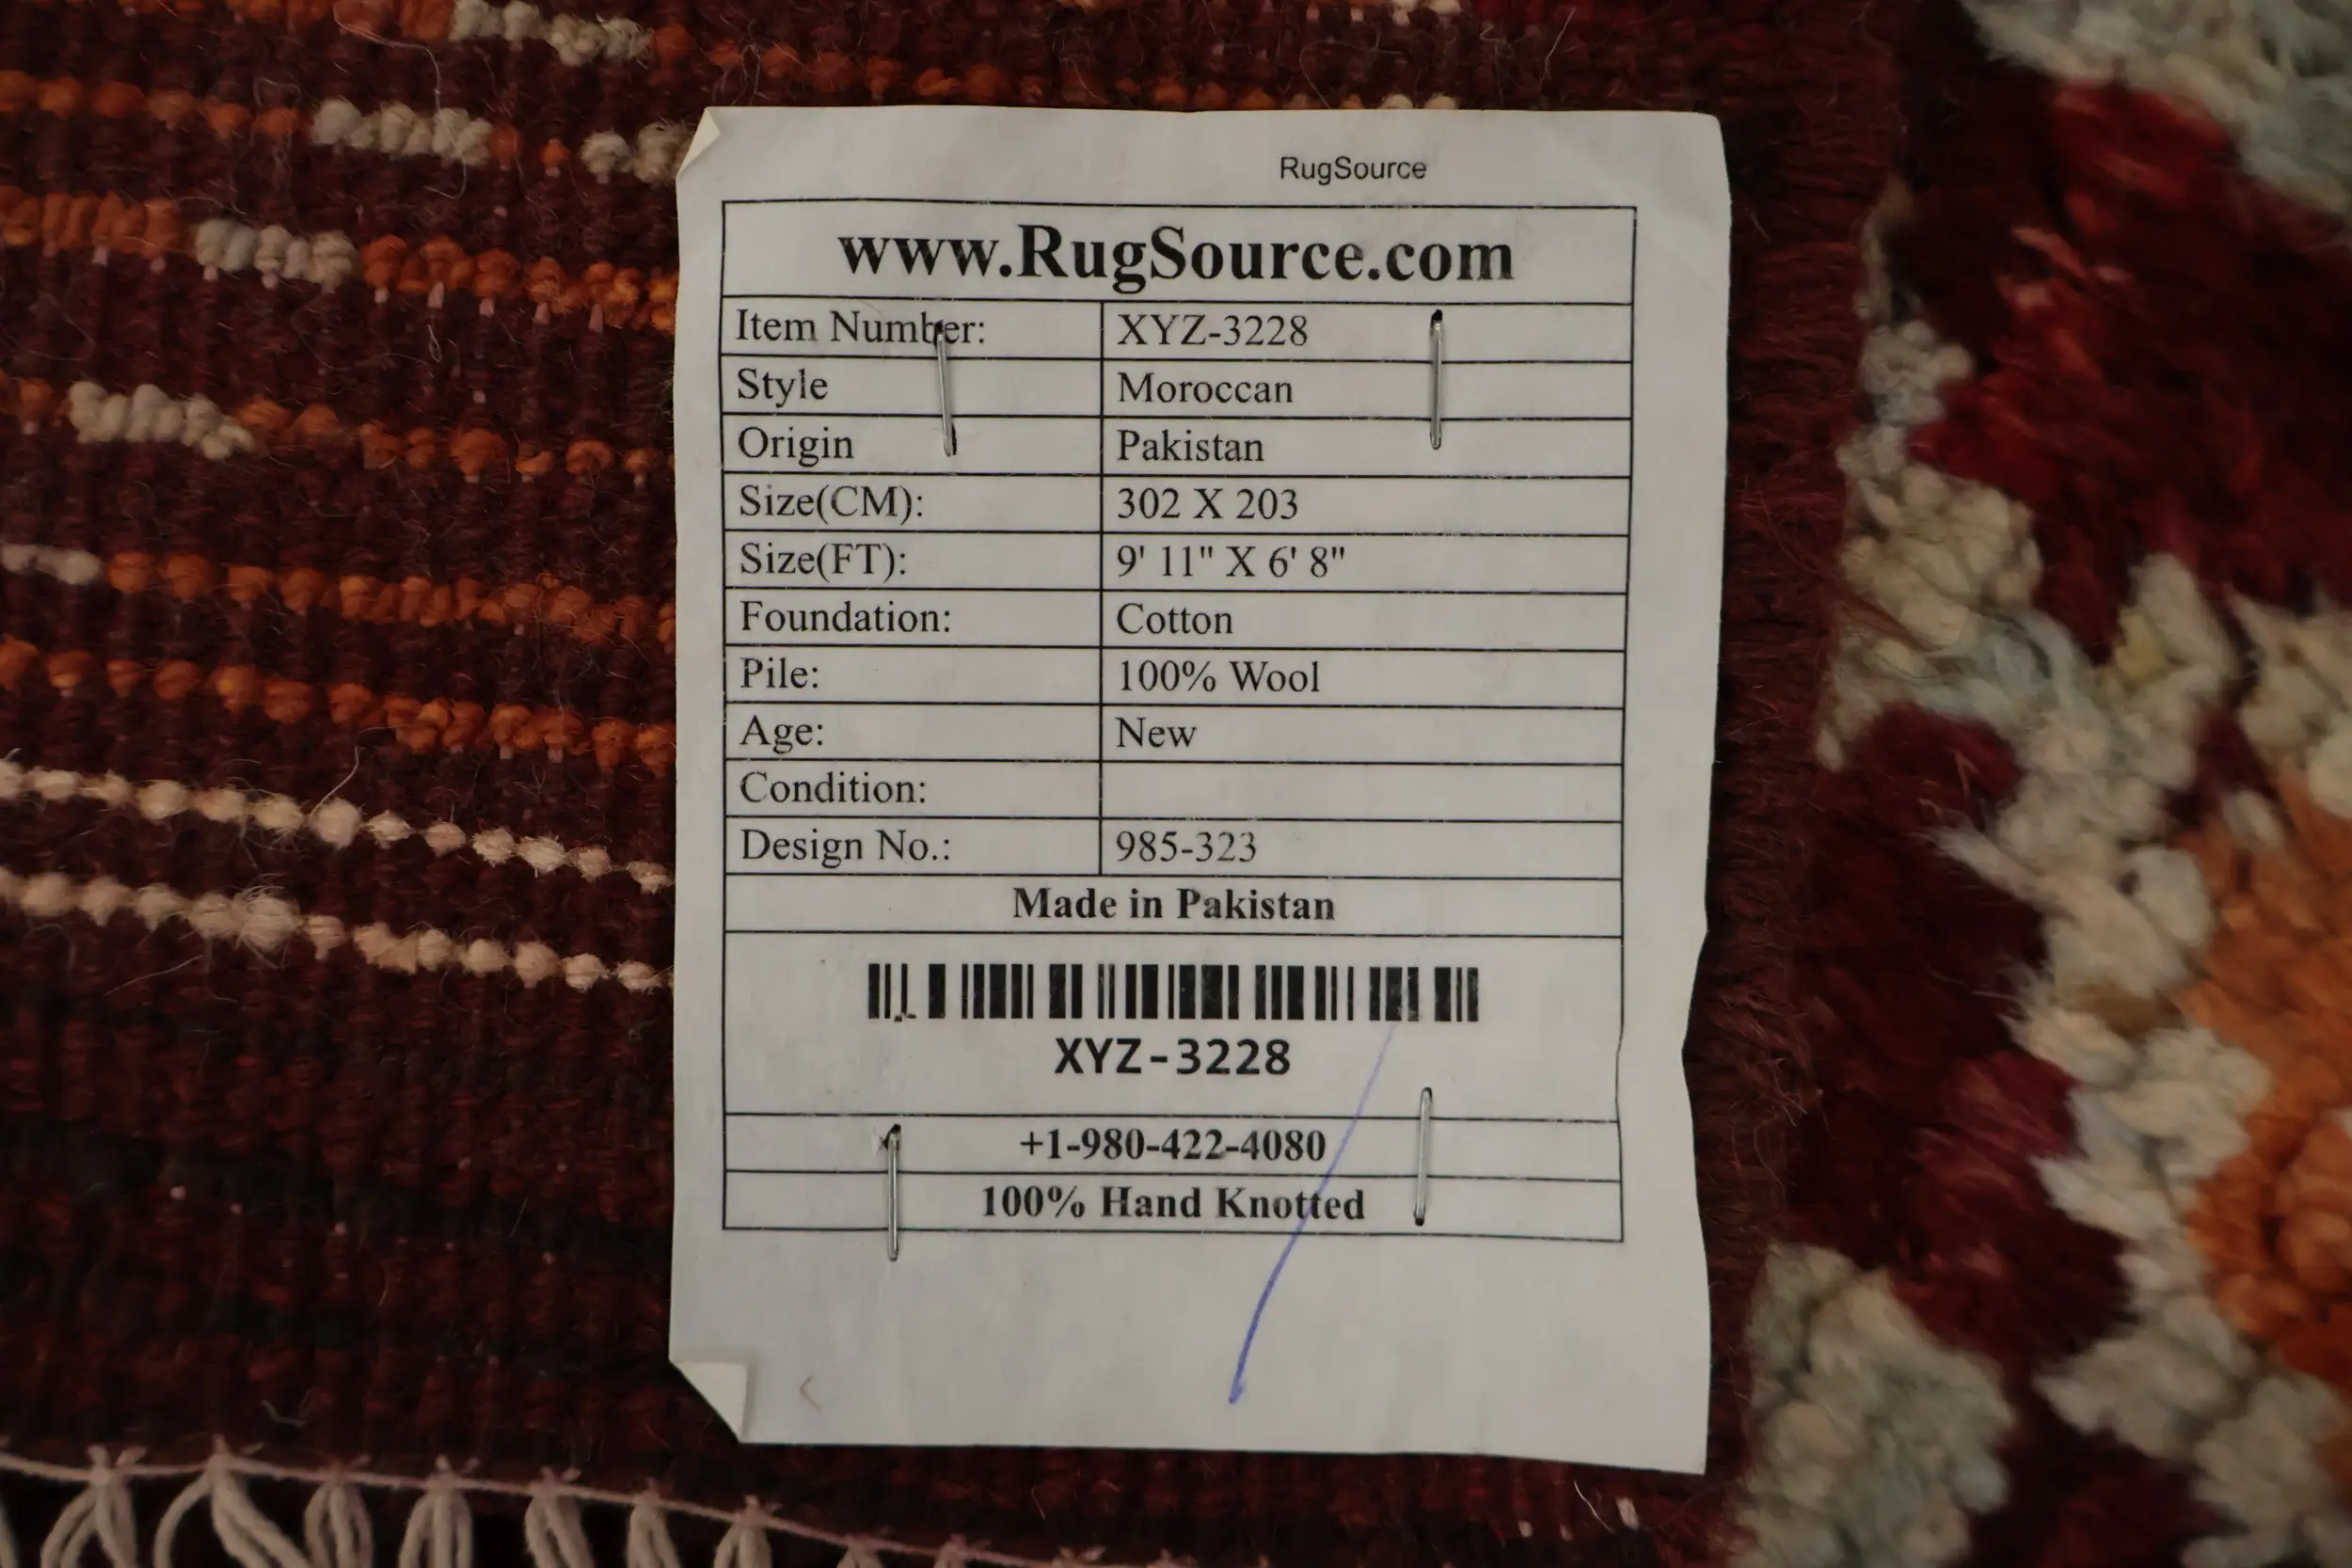 RugSource
www.RugSource.com
Item Number: XYZ-3228
Style Moroccan
Origin Pakistan
Size(CM): 302 X 203
Size(FT): 9' 11" X 6' 8"
Foundation: Cotton
Pile: 100% Wool
Age: New
Condition:
Design No.: 985-323
Made in Pakistan
XYZ-3228
+1-980-422-4080
100% Hand Knotted